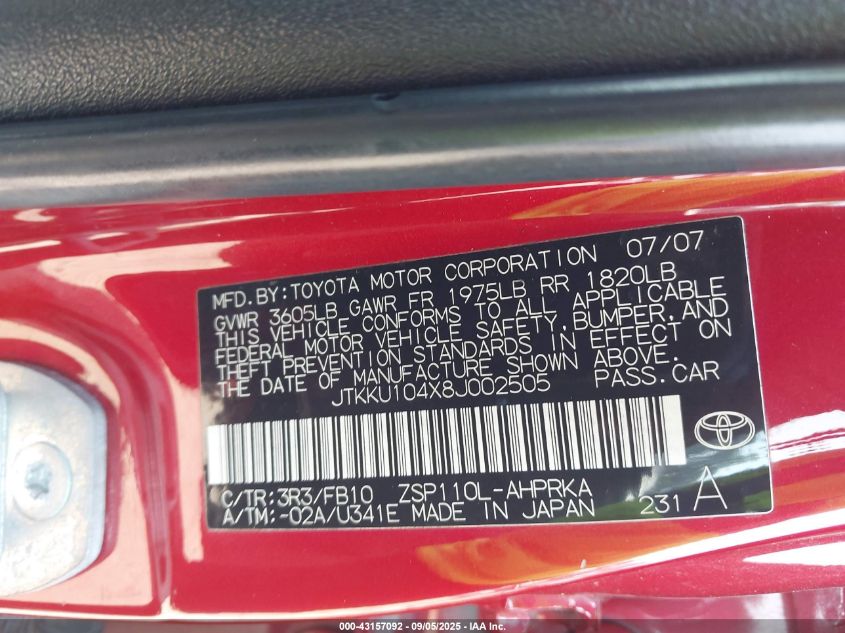 MFD.BY:TOYOTA MOTOR CORPORATION 07/07
GVWR 3605LB GAWR FR 1975LB RR 1820LB
THIS VEHICLE CONFORMS TO ALL APPLICABLE
FEDERAL MOTOR VEHICLE SAFETY,BUMPER,AND
THEFT PREVENTION STANDARDS IN EFFECT ON
THE DATE OF MANUFACTURE SHOWN ABOVE.
JTKKU104X8J002505 PASS.CAR
C/TR:3R3/FB10 ZSP110L-AHPRKA
A/TM:-02A/U341E MADE IN JAPAN 231 A
000-43157092 - 09/05/2025 - IAA Inc.